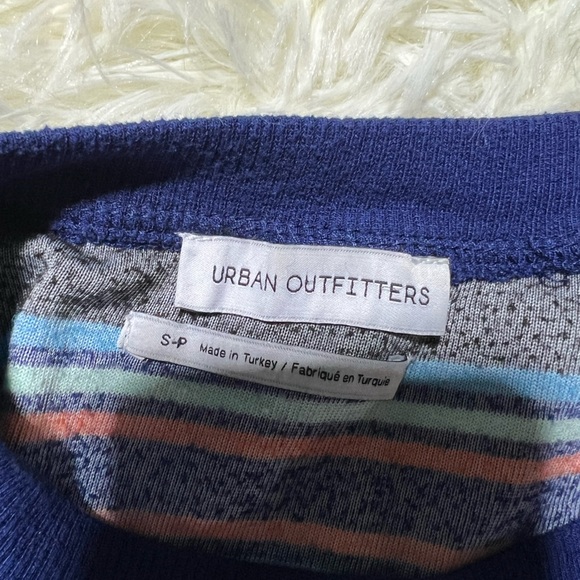 URBAN OUTFITTERS
S-P Made in Turkey / Fabriqué en Turquie